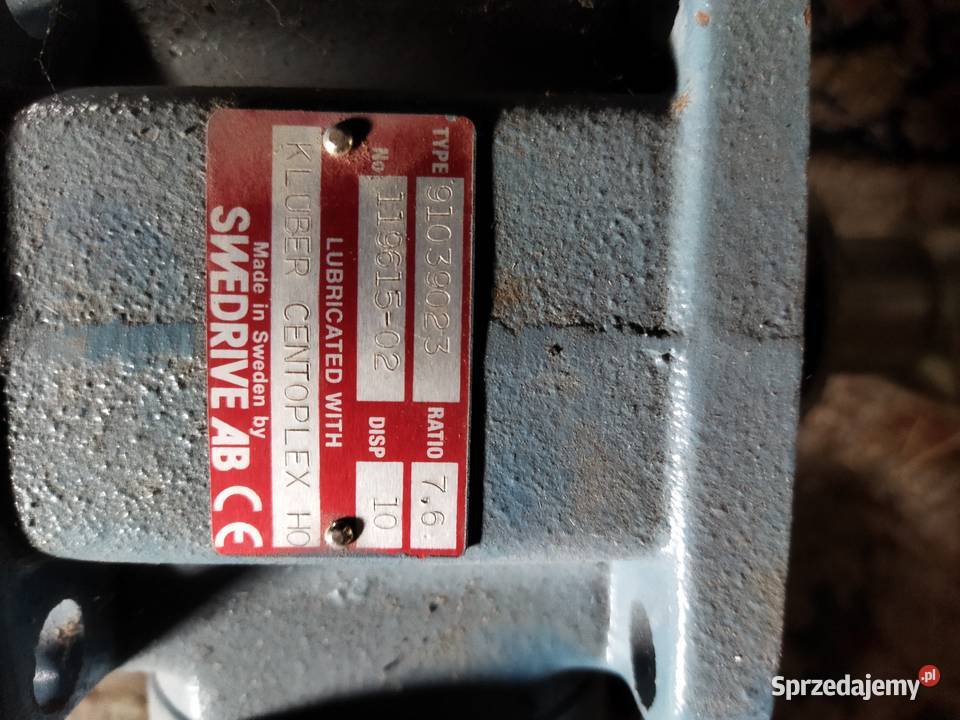 TYPE 91039023 RATIO 7,6
No 119615-02 DISP 10
LUBRICATED WITH
KLUBER CENTOPLEX HO
Made in Sweden by
SWEDRIVE AB CE
Sprzedajemy.pl